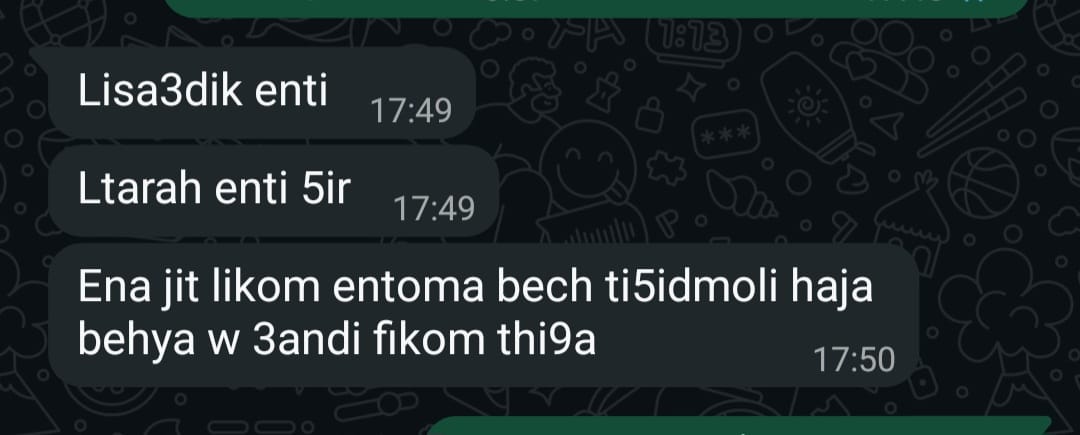 Lisa3dik enti
17:49
Ltarah enti 5ir
17:49
Ena jit likom entoma bech ti5idmoli haja
behya w 3andi fikom thi9a
17:50